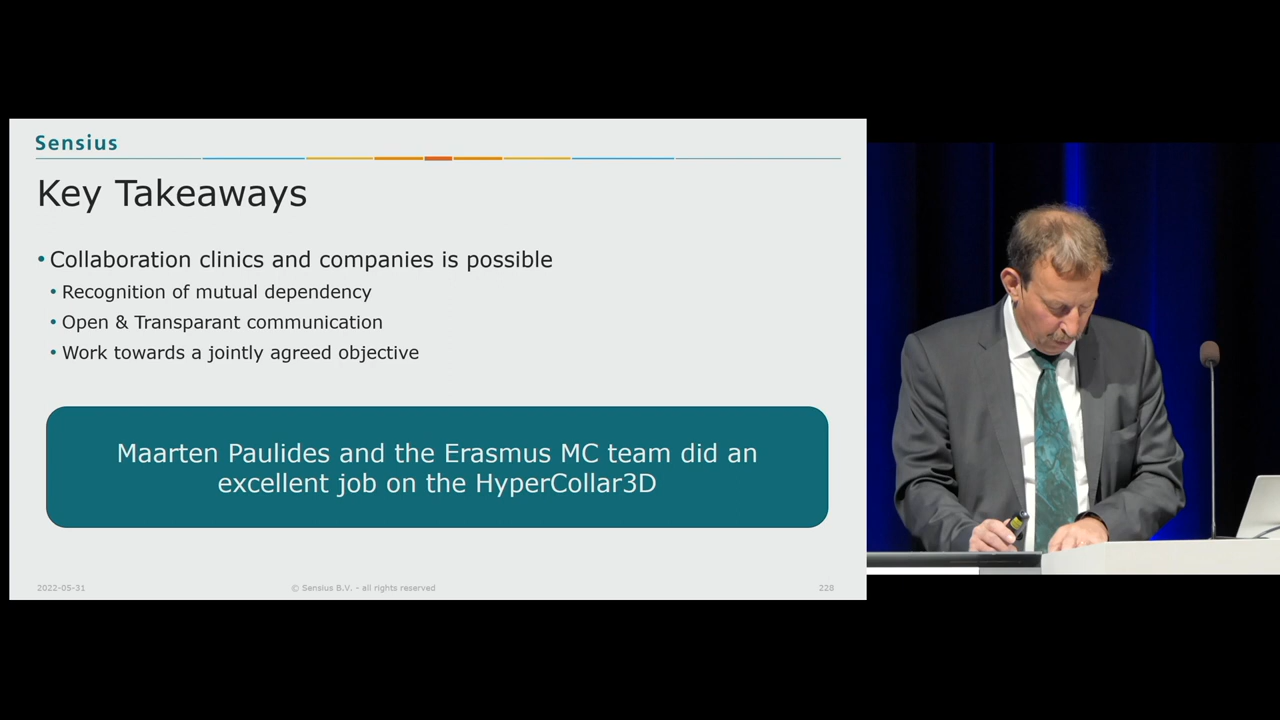 Sensius
Key Takeaways
• Collaboration clinics and companies is possible
• Recognition of mutual dependency
• Open & Transparant communication
• Work towards a jointly agreed objective
Maarten Paulides and the Erasmus MC team did an
excellent job on the HyperCollar3D
2022-05-31
© Sensius B.V. - all rights reserved
228